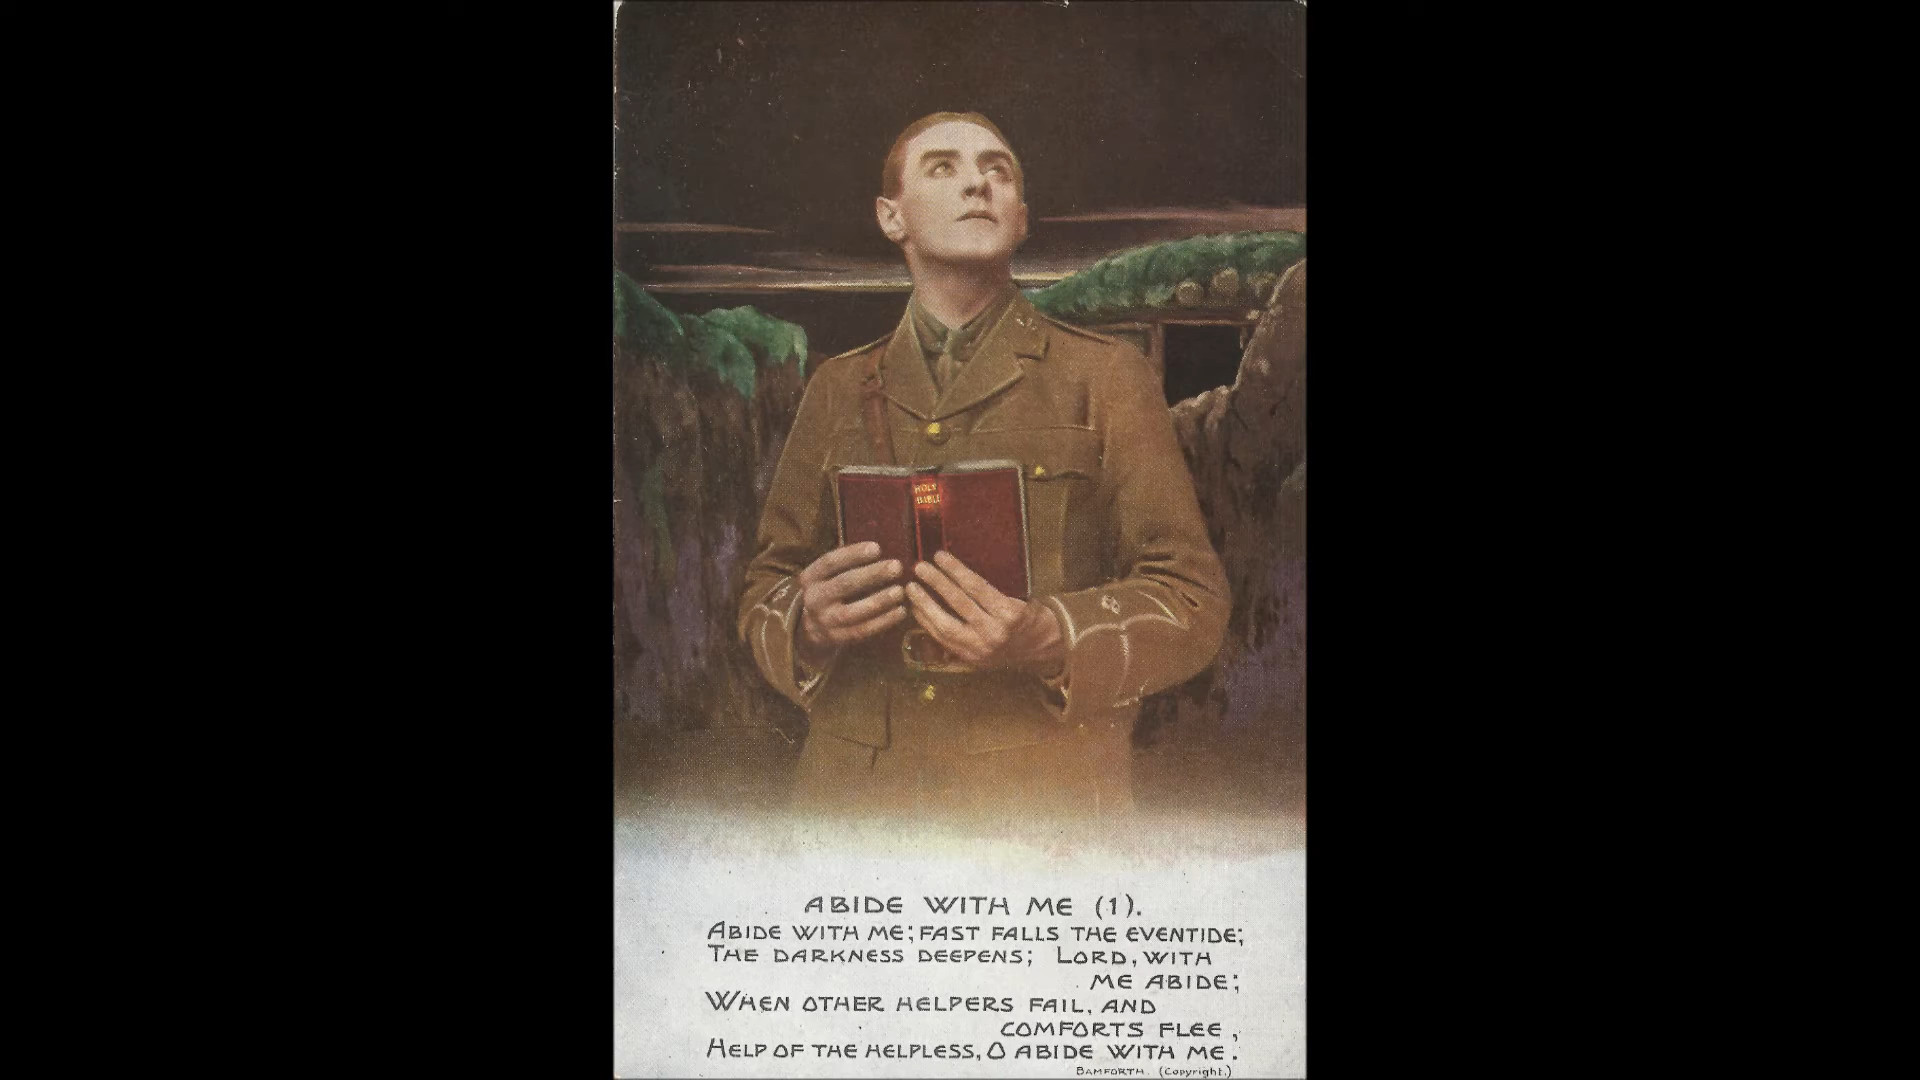 HOLY
BIBLE
ABIDE WITH ME (1).
ABIDE WITH ME; FAST FALLS THE EVENTIDE;
THE DARKNESS DEEPENS; LORD, WITH
ME ABIDE;
WHEN OTHER HELPERS FAIL, AND
COMFORTS FLEE,
HELP OF THE HELPLESS, O ABIDE WITH ME.
BAMFORTH. (Copyright.)